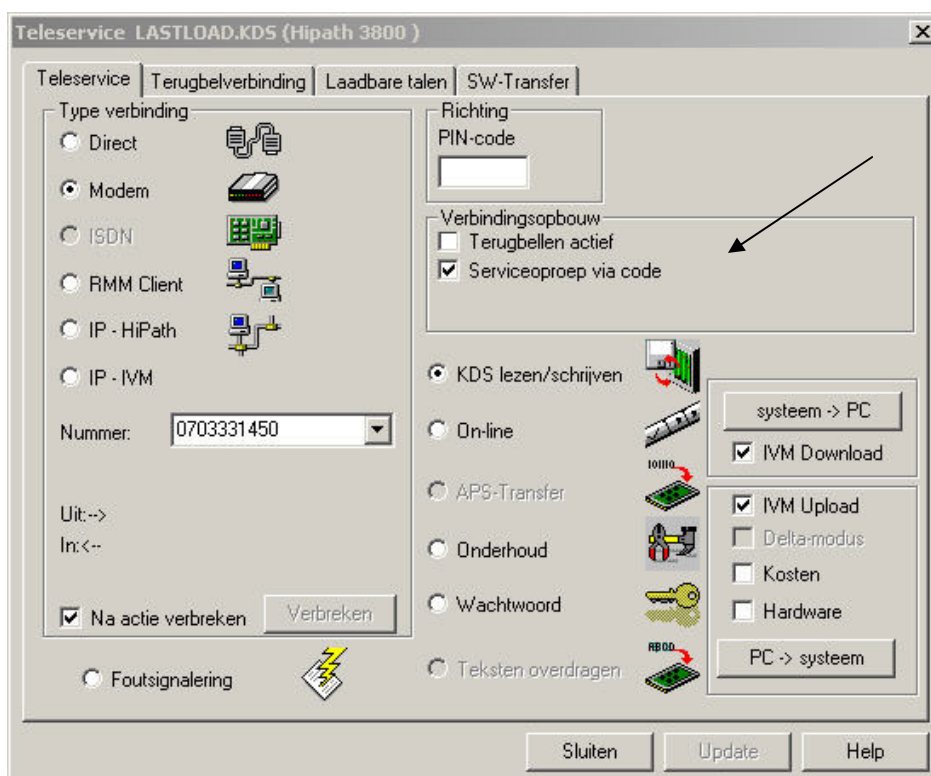 Teleservice LASTLOAD.KDS (Hipath 3800 )
Teleservice
Terugbelverbinding
Laadbare talen
SW-Transfer
Type verbinding
Direct
Modem
ISDN
RMM Client
IP - HiPath
IP - IVM
Nummer: 0703331450
Uit:-->
In:<--
Na actie verbreken
Verbreken
Foutsignalering
Richting
PIN-code
Verbindingsopbouw
Terugbellen actief
Serviceoproep via code
KDS lezen/schrijven
On-line
APS-Transfer
Onderhoud
Wachtwoord
Teksten overdragen
systeem -> PC
IVM Download
IVM Upload
Delta-modus
Kosten
Hardware
PC -> systeem
Sluiten
Update
Help